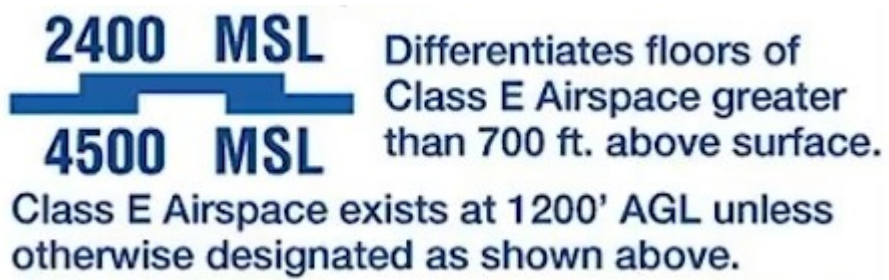 2400 MSL
4500 MSL
Differentiates floors of
Class E Airspace greater
than 700 ft. above surface.
Class E Airspace exists at 1200' AGL unless
otherwise designated as shown above.